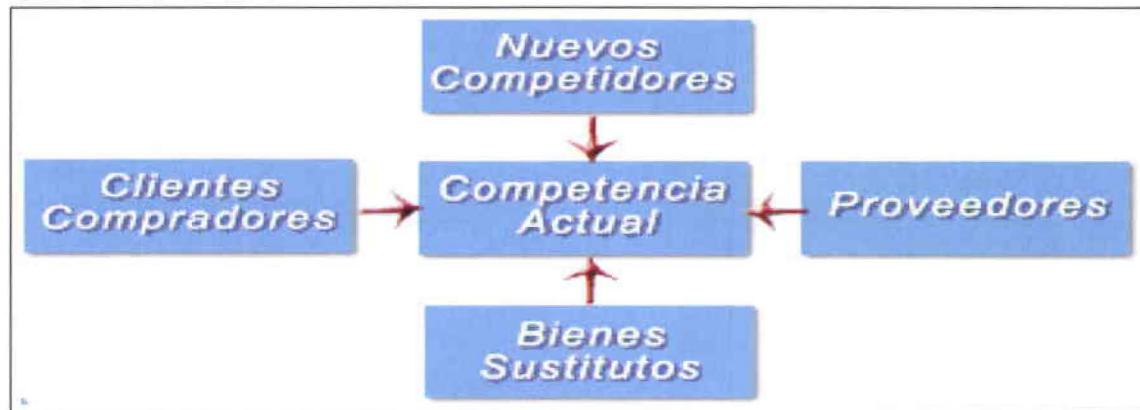 Nuevos
Competidores
Clientes
Compradores
Competencia
Actual
Proveedores
Bienes
Sustitutos